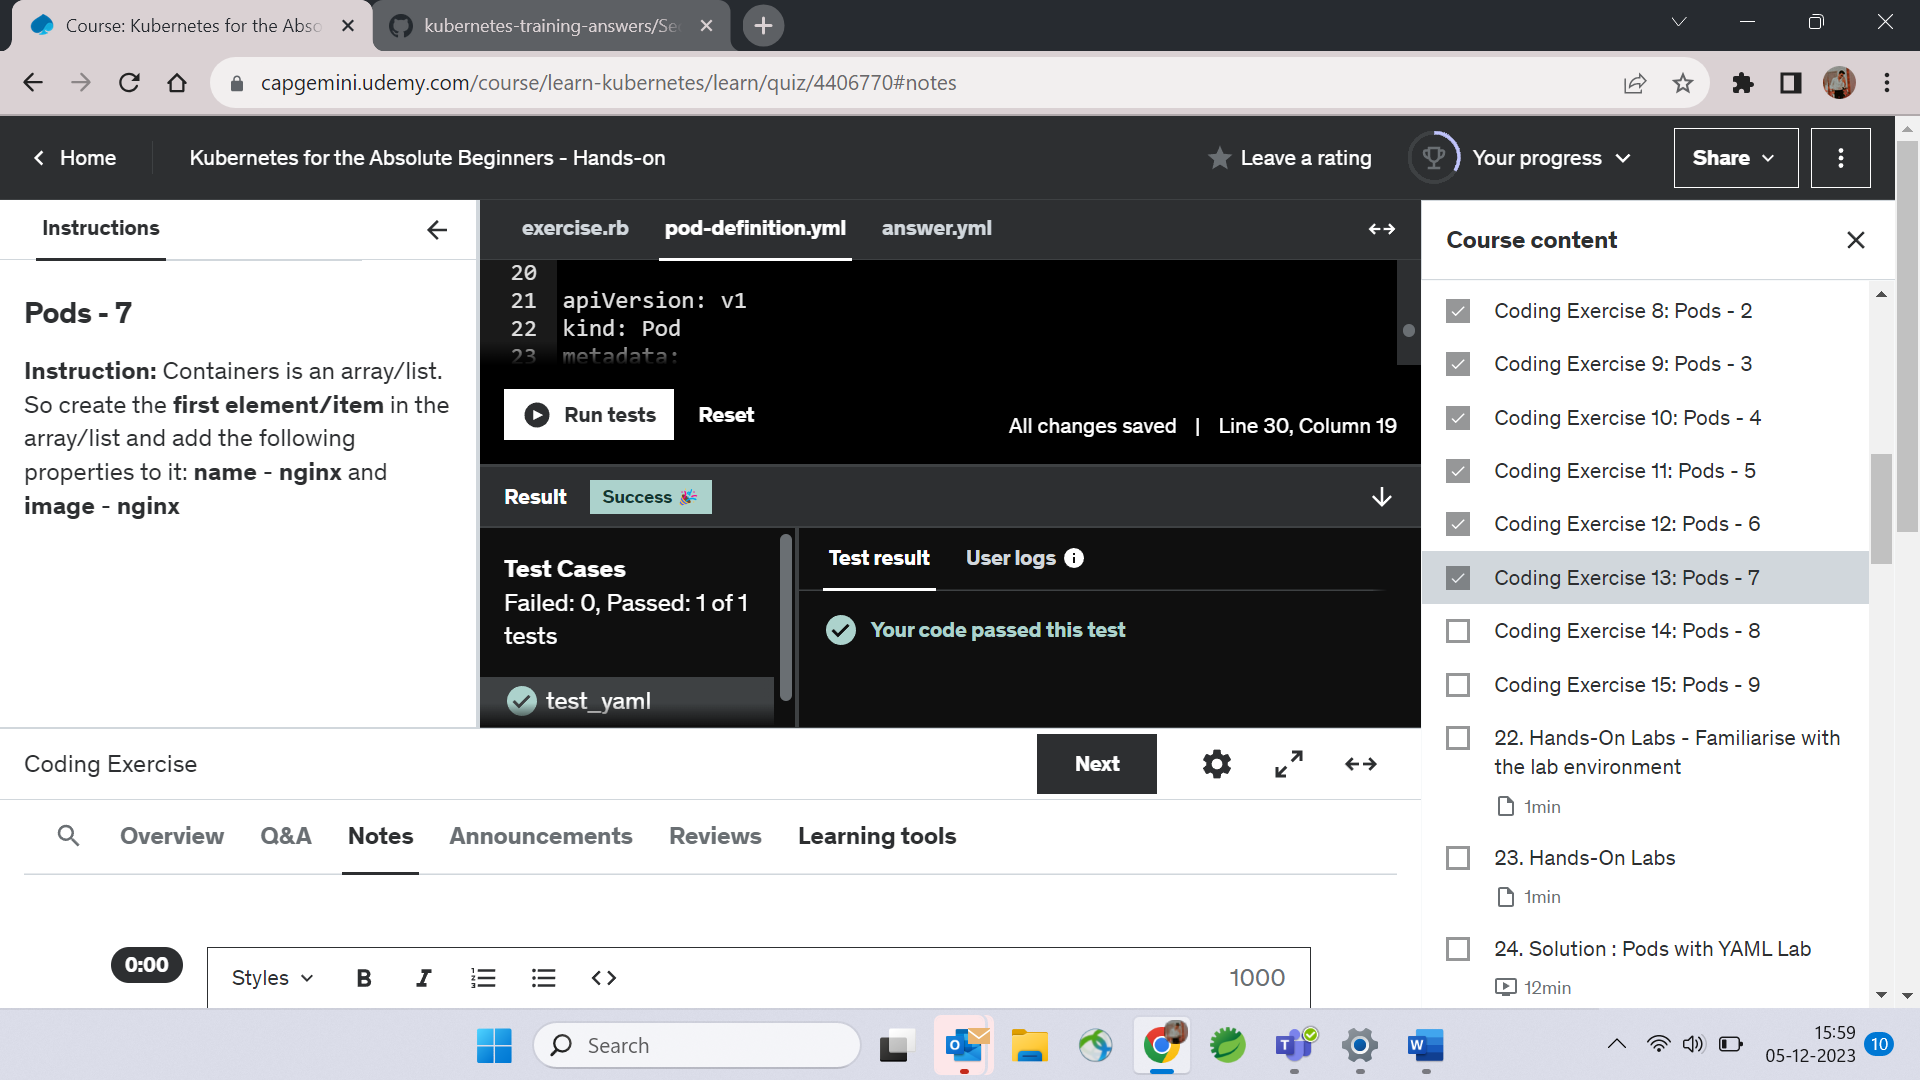 Course: Kubernetes for the Abso
kubernetes-training-answers/Se
capgemini.udemy.com/course/learn-kubernetes/learn/quiz/4406770#notes
Home
Kubernetes for the Absolute Beginners - Hands-on
Leave a rating
Your progress
Share
Instructions
Pods - 7
Instruction: Containers is an array/list.
So create the first element/item in the
array/list and add the following
properties to it: name - nginx and
image - nginx
exercise.rb
pod-definition.yml
answer.yml
20
21 apiVersion: v1
22 kind: Pod
23 metadata:
Run tests
Reset
All changes saved | Line 30, Column 19
Result
Success
Test Cases
Failed: 0, Passed: 1 of 1
tests
test_yaml
Test result
User logs
Your code passed this test
Course content
Coding Exercise 8: Pods - 2
Coding Exercise 9: Pods - 3
Coding Exercise 10: Pods - 4
Coding Exercise 11: Pods - 5
Coding Exercise 12: Pods - 6
Coding Exercise 13: Pods - 7
Coding Exercise 14: Pods - 8
Coding Exercise 15: Pods - 9
22. Hands-On Labs - Familiarise with
the lab environment
1min
23. Hands-On Labs
1min
24. Solution : Pods with YAML Lab
12min
Coding Exercise
Next
Overview
Q&A
Notes
Announcements
Reviews
Learning tools
0:00
Styles
B
I
1000
Search
15:59
05-12-2023
10